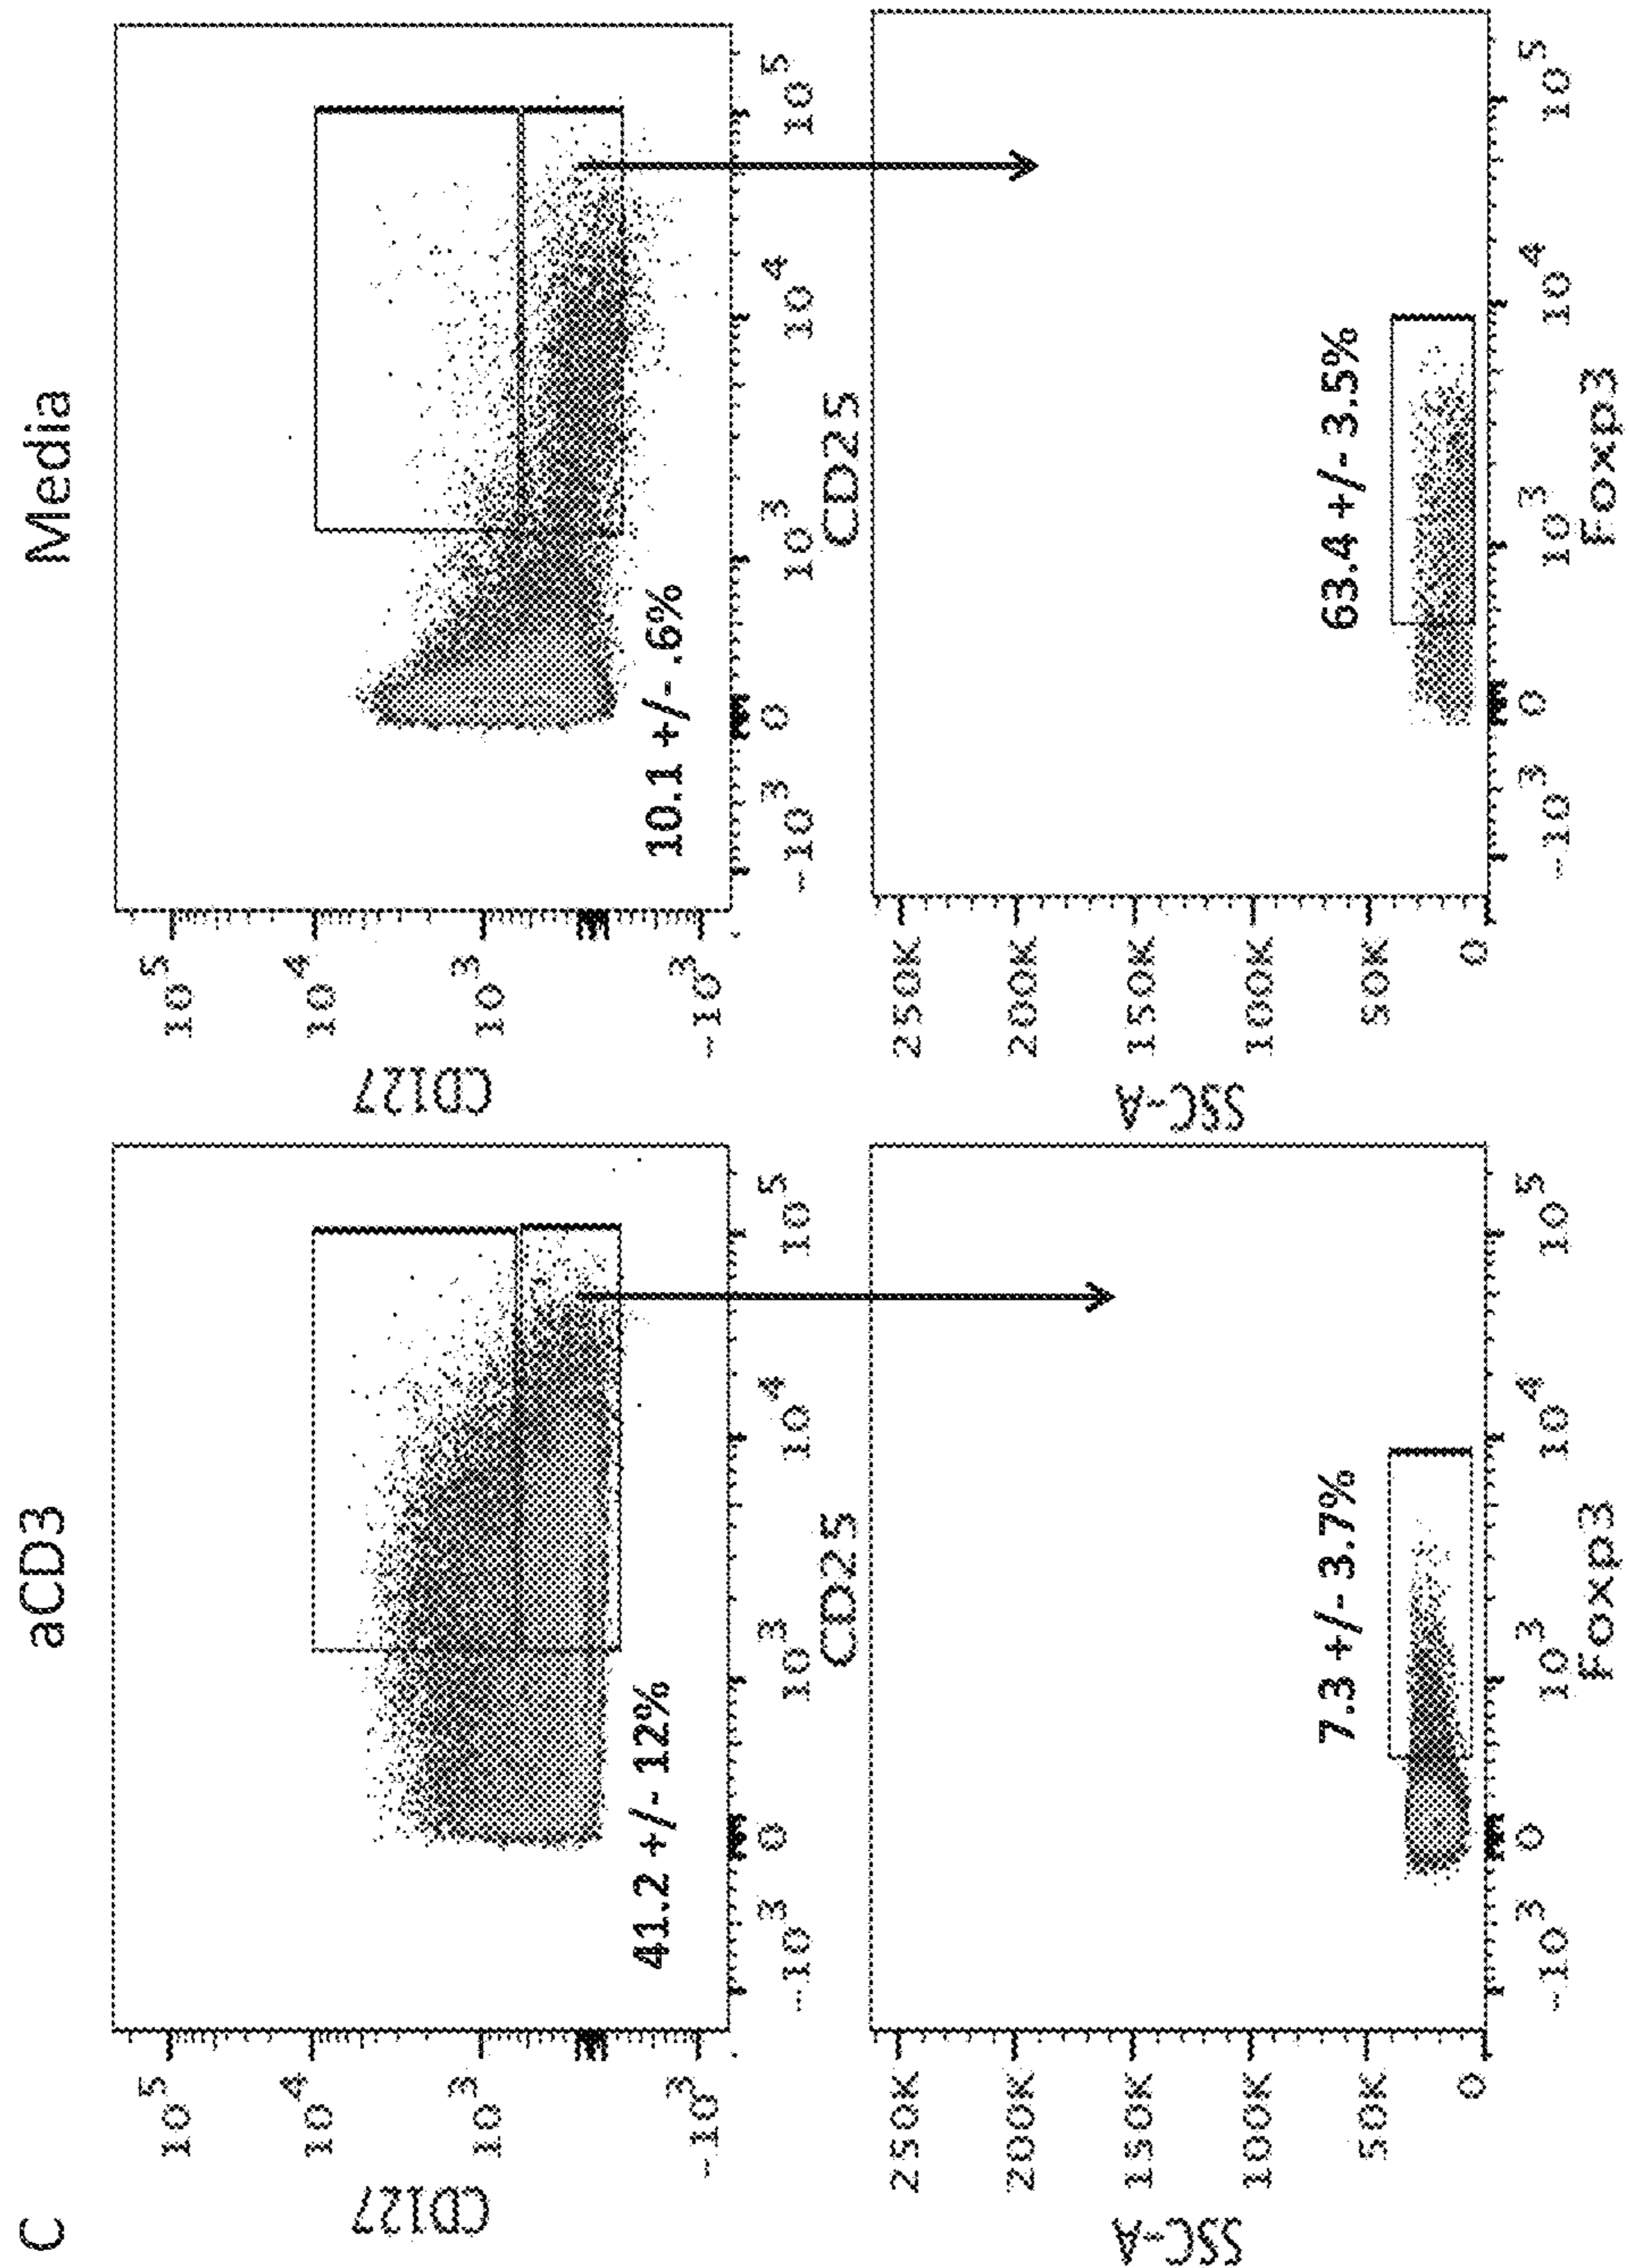 C
aCD3
Media
CD127
10^5
10^4
10^3
-10^3
41.2 +/- 12%
-10^3
0
10^3
10^4
10^5
CD25
CD127
10^5
10^4
10^3
-10^3
10.1 +/- .6%
-10^3
0
10^3
10^4
10^5
CD25
SSC-A
250K
200K
150K
100K
50K
0
7.3 +/- 3.7%
-10^3
0
10^3
10^4
10^5
Foxp3
SSC-A
250K
200K
150K
100K
50K
0
63.4 +/- 3.5%
-10^3
0
10^3
10^4
10^5
Foxp3